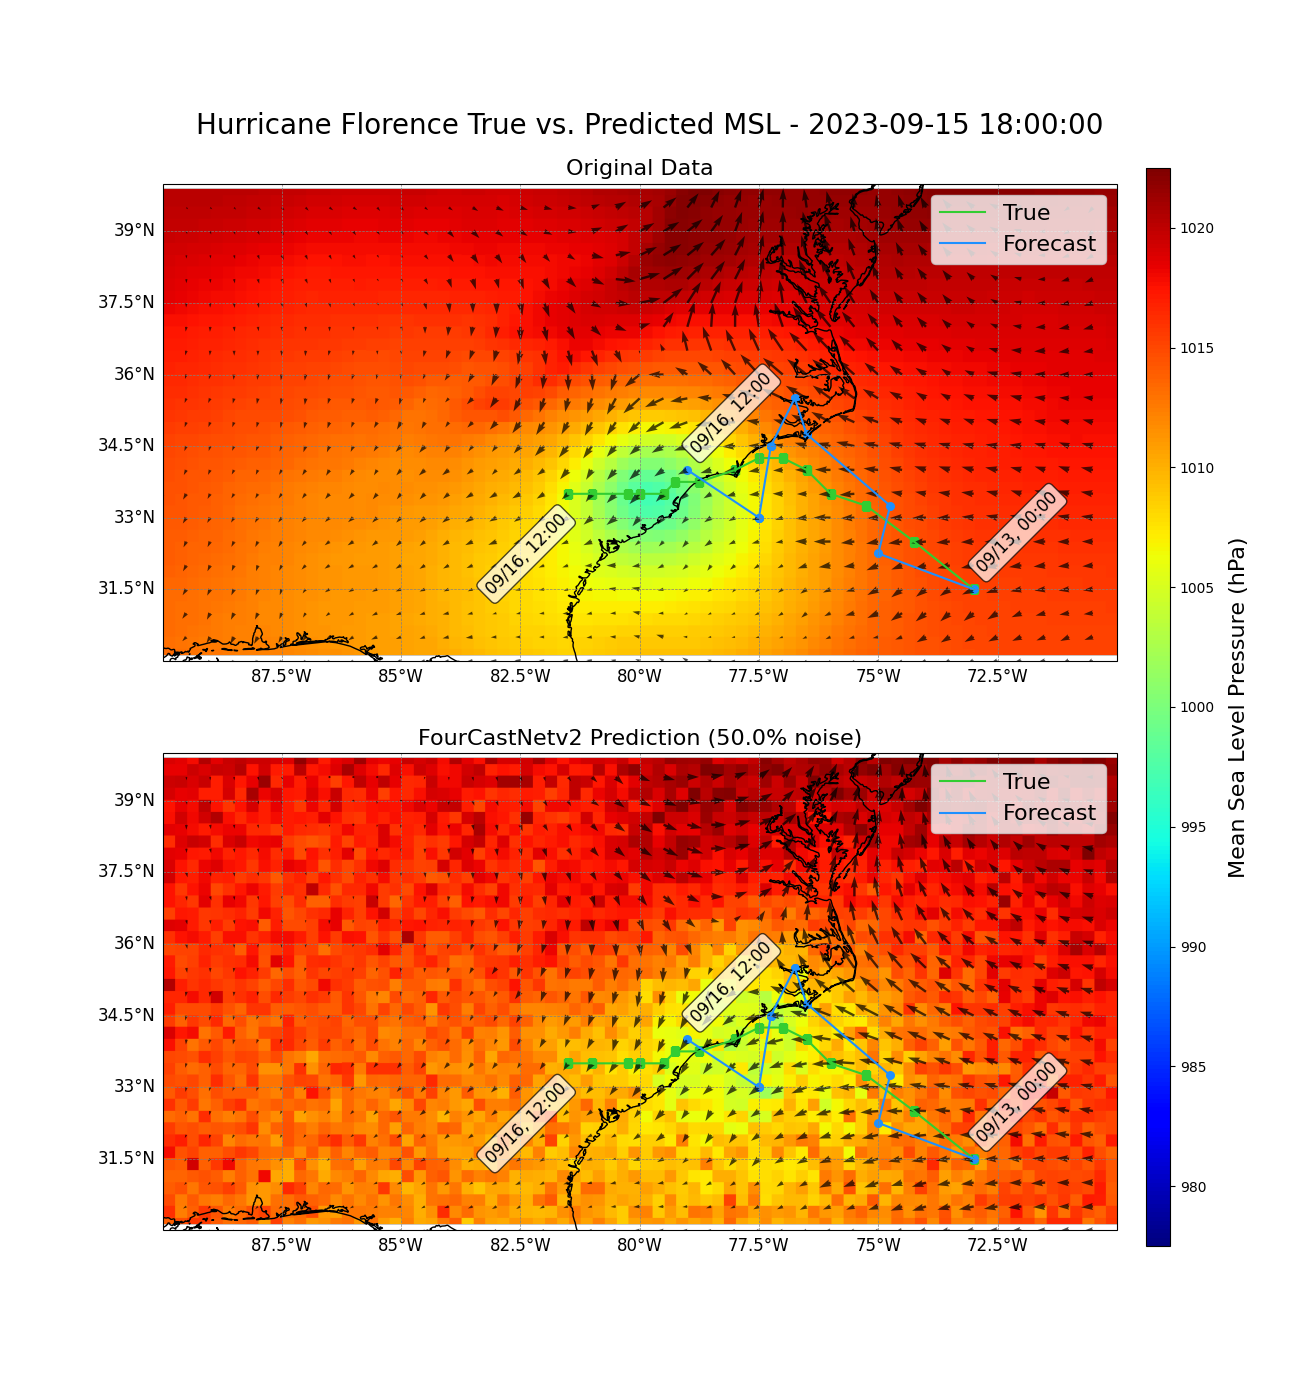 Hurricane Florence True vs. Predicted MSL - 2023-09-15 18:00:00
Original Data
True
Forecast
39°N
37.5°N
36°N
34.5°N
33°N
31.5°N
09/16, 12:00
09/16, 12:00
09/13, 00:00
87.5°W 85°W 82.5°W 80°W 77.5°W 75°W 72.5°W
FourCastNetv2 Prediction (50.0% noise)
True
Forecast
39°N
37.5°N
36°N
34.5°N
33°N
31.5°N
09/16, 12:00
09/16, 12:00
09/13, 00:00
87.5°W 85°W 82.5°W 80°W 77.5°W 75°W 72.5°W
1020
1015
1010
1005
1000
995
990
985
980
Mean Sea Level Pressure (hPa)